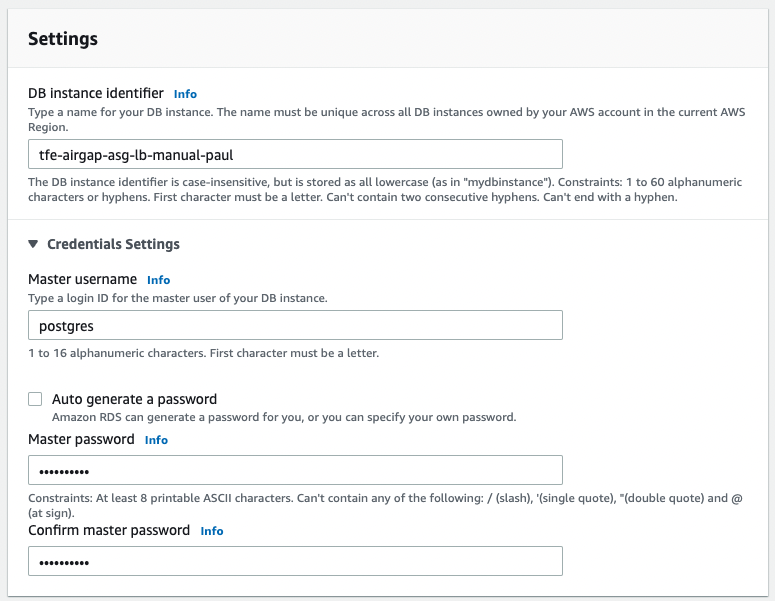 Settings
DB instance identifier Info
Type a name for your DB instance. The name must be unique across all DB instances owned by your AWS account in the current AWS
Region.
tfe-airgap-asg-lb-manual-paul
The DB instance identifier is case-insensitive, but is stored as all lowercase (as in "mydbinstance"). Constraints: 1 to 60 alphanumeric
characters or hyphens. First character must be a letter. Can't contain two consecutive hyphens. Can't end with a hyphen.
▼ Credentials Settings
Master username Info
Type a login ID for the master user of your DB instance.
postgres
1 to 16 alphanumeric characters. First character must be a letter.
Auto generate a password
Amazon RDS can generate a password for you, or you can specify your own password.
Master password Info
••••••••••
Constraints: At least 8 printable ASCII characters. Can't contain any of the following: / (slash), '(single quote), "(double quote) and @
(at sign).
Confirm master password Info
••••••••••